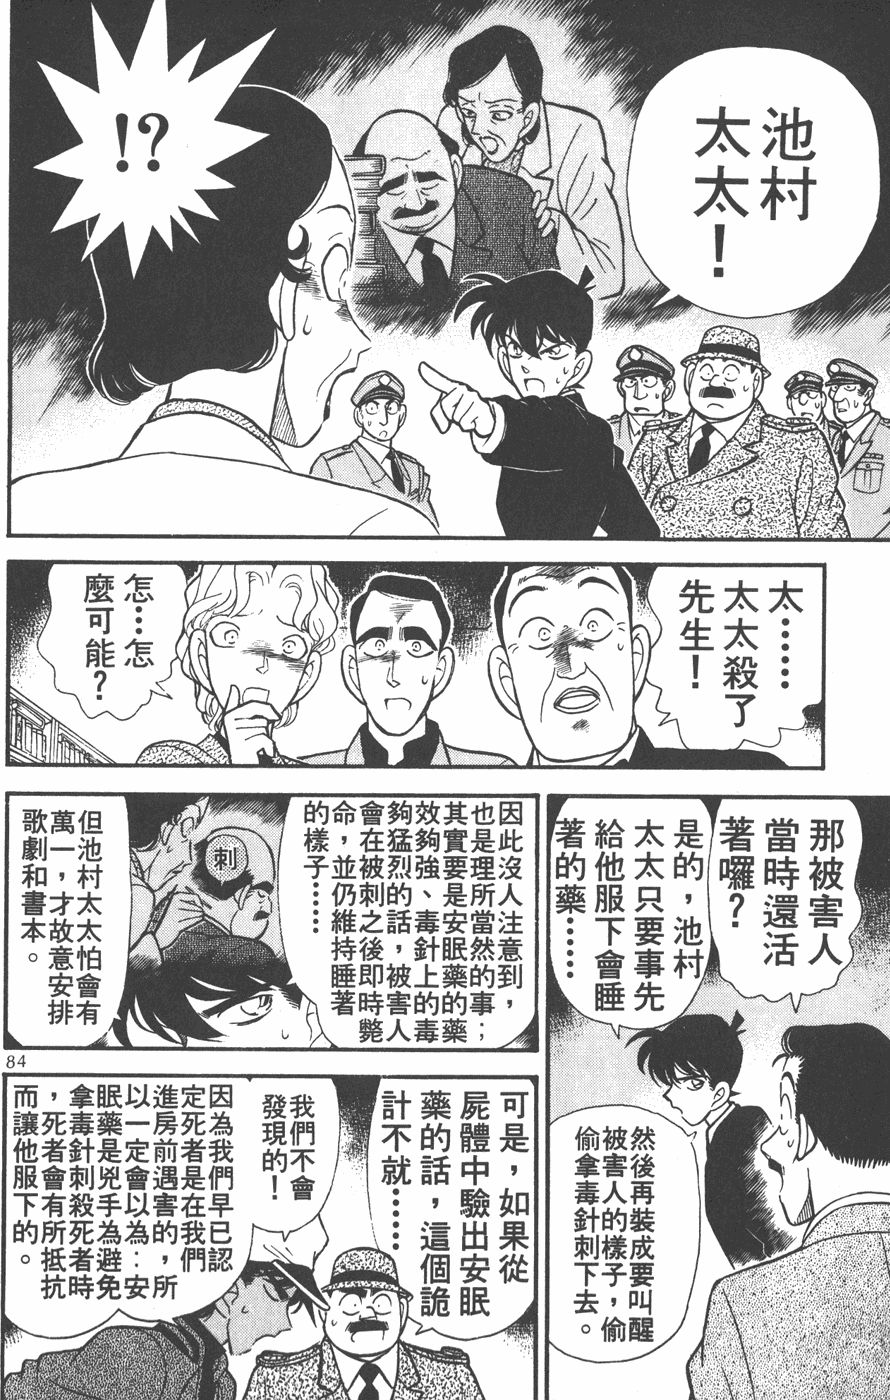 池村
太太！
！？
太……
太太殺了
先生！
怎…怎
麼可能？
那被害人
當時還活
著囉？
是的，池村
太太只要事先
給他服下會睡
著的藥……
然後再裝成要叫醒
被害人的樣子，偷
偷拿毒針刺下去。
因此沒人注意到，
也是理所當然的事；
其實要是安眠藥的藥
效夠強、毒針上的毒
夠猛烈的話，被害人
會在被刺之後即時斃
命，並仍維持睡著
的樣子……
刺
但池村太太怕會有
萬一，才故意安排
歌劇和書本。
84
可是，如果從
屍體中驗出安眠
藥的話，這個詭
計不就……
我們不會
發現的！
因為我們早已認
定死者是在我們
進房前遇害的，所
以一定會以為：安
眠藥是兇手為避免
拿毒針刺殺死者時
，死者會有所抵抗
而讓他服下的。